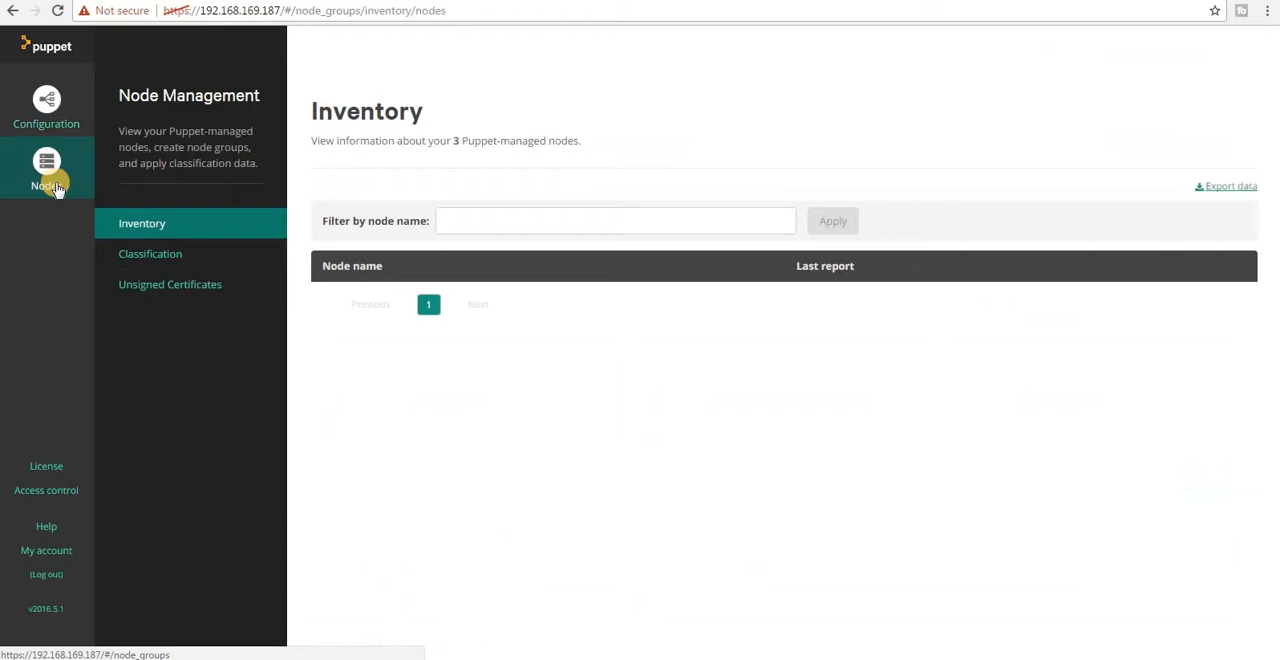 Not secure
https://192.168.169.187/#/node_groups/inventory/nodes
puppet
Configuration
Nodes
License
Access control
Help
My account
(Log out)
v2016.5.1
Node Management
View your Puppet-managed
nodes, create node groups,
and apply classification data.
Inventory
Classification
Unsigned Certificates
Inventory
View information about your 3 Puppet-managed nodes.
Export data
Filter by node name:
Apply
Node name
Last report
Previous
1
Next
https://192.168.169.187/#/node_groups